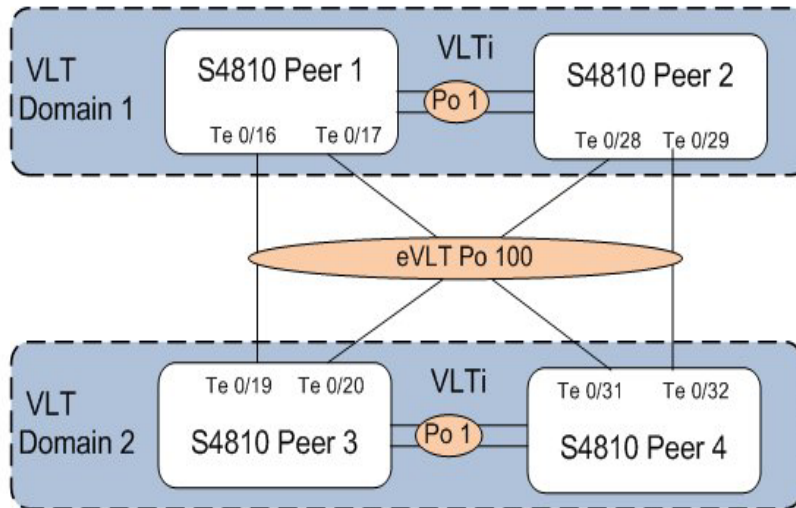 VLT
Domain 1
S4810 Peer 1
Te 0/16 Te 0/17
VLTi
Po 1
S4810 Peer 2
Te 0/28 Te 0/29
eVLT Po 100
VLT
Domain 2
Te 0/19 Te 0/20
S4810 Peer 3
VLTi
Po 1
Te 0/31 Te 0/32
S4810 Peer 4